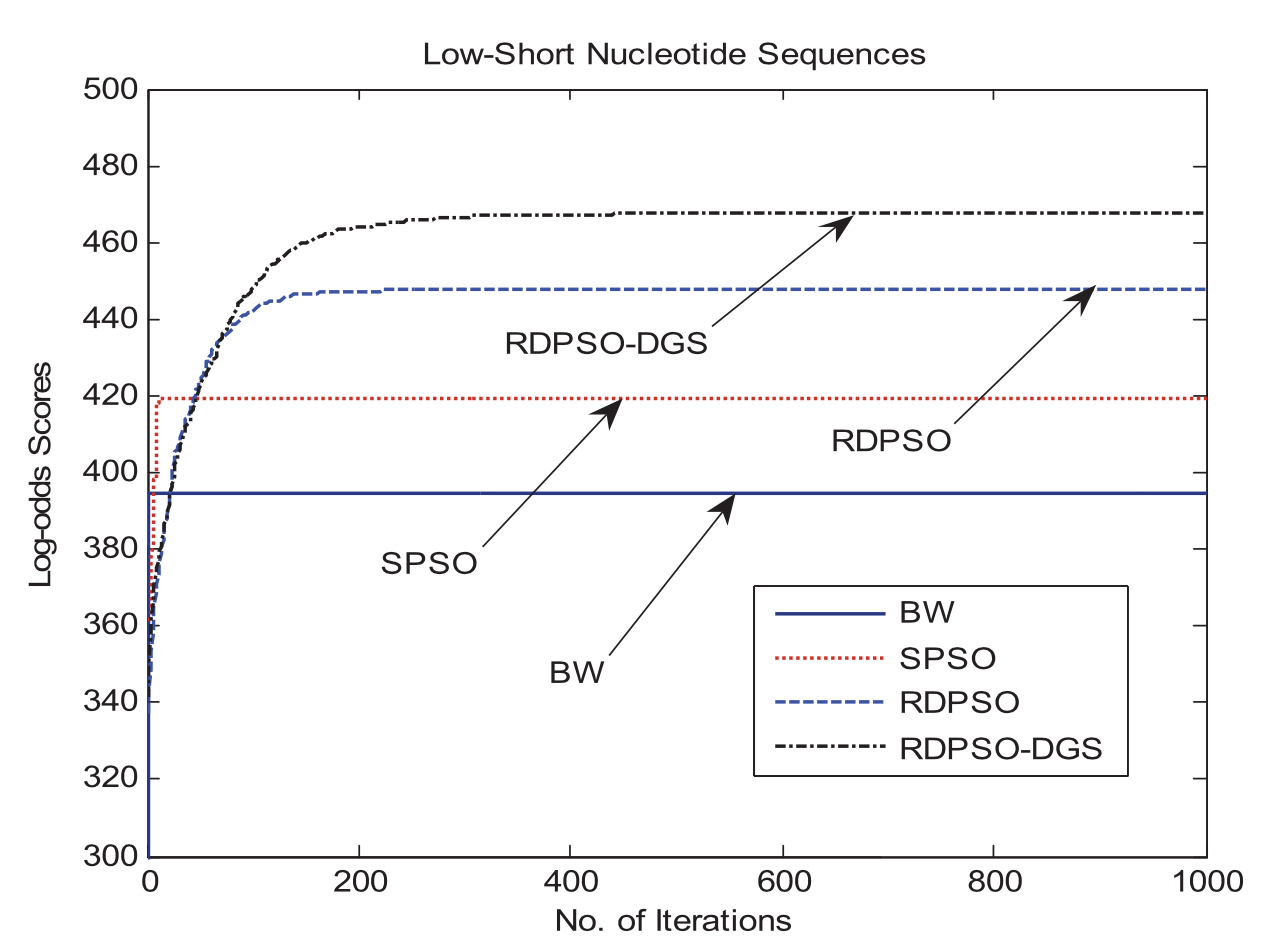 Low-Short Nucleotide Sequences
500
480
460
440
420
400
380
360
340
320
300
Log-odds Scores
RDPSO-DGS
RDPSO
SPSO
BW
BW
SPSO
RDPSO
RDPSO-DGS
0 200 400 600 800 1000
No. of Iterations